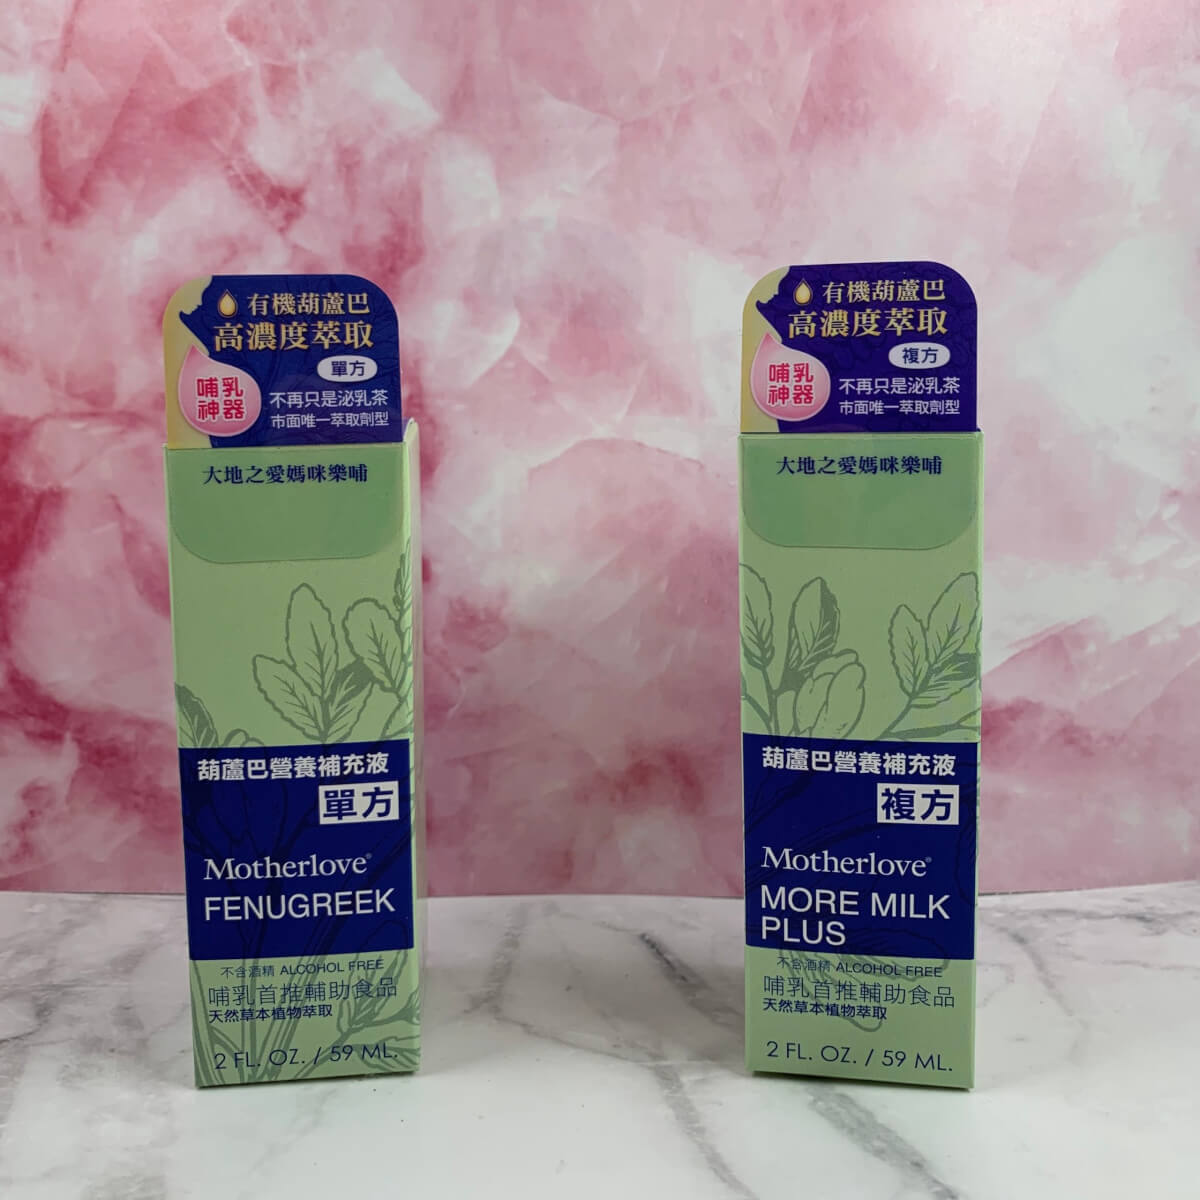 有機葫蘆巴
高濃度萃取
單方
哺乳
神器
不再只是泌乳茶
市面唯一萃取劑型
大地之愛媽咪樂哺
葫蘆巴營養補充液
單方
Motherlove®
FENUGREEK
不含酒精 ALCOHOL FREE
哺乳首推輔助食品
天然草本植物萃取
2 FL. OZ. / 59 ML.
有機葫蘆巴
高濃度萃取
複方
哺乳
神器
不再只是泌乳茶
市面唯一萃取劑型
大地之愛媽咪樂哺
葫蘆巴營養補充液
複方
Motherlove®
MORE MILK
PLUS
不含酒精 ALCOHOL FREE
哺乳首推輔助食品
天然草本植物萃取
2 FL. OZ. / 59 ML.